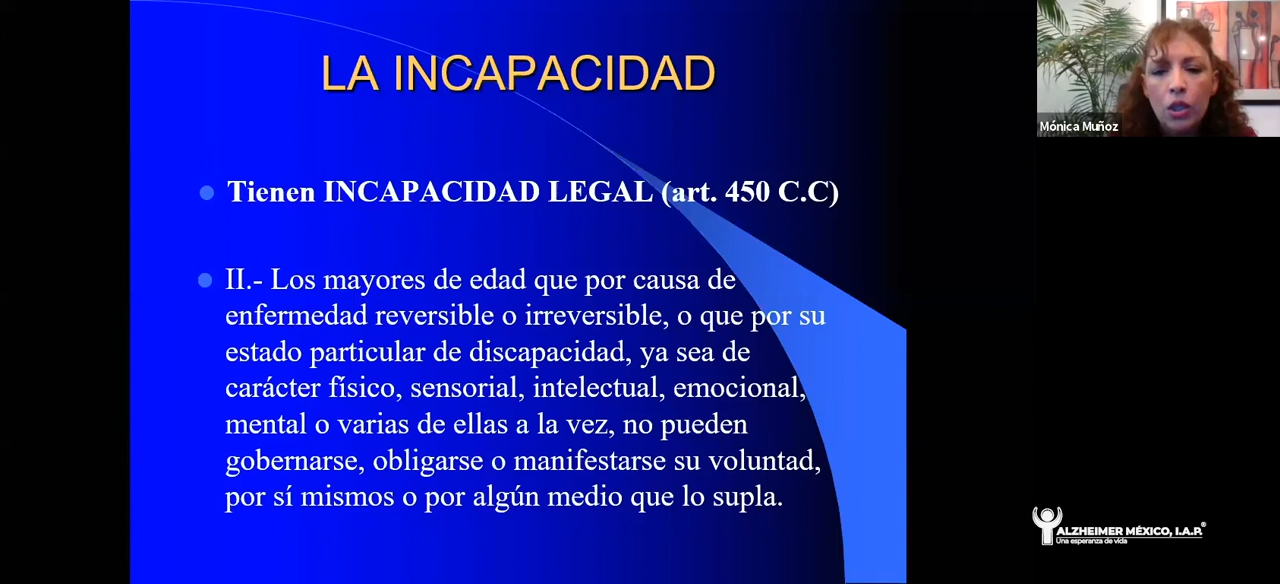 LA INCAPACIDAD
Tienen INCAPACIDAD LEGAL (art. 450 C.C)
II.- Los mayores de edad que por causa de
enfermedad reversible o irreversible, o que por su
estado particular de discapacidad, ya sea de
carácter físico, sensorial, intelectual, emocional,
mental o varias de ellas a la vez, no pueden
gobernarse, obligarse o manifestarse su voluntad,
por sí mismos o por algún medio que lo supla.
Mónica Muñoz
ALZHEIMER MÉXICO, I.A.P.®
Una esperanza de vida